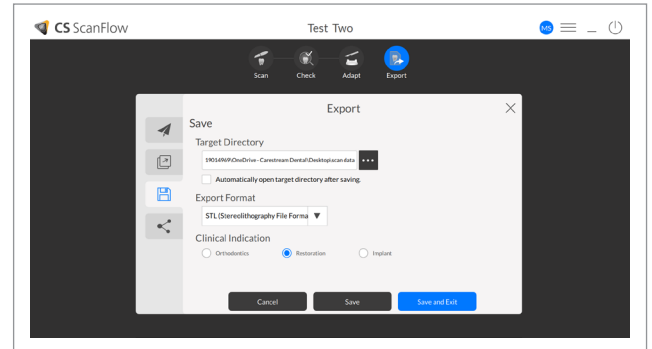 CS ScanFlow
Test Two
MS
Scan
Check
Adapt
Export
Export
Save
Target Directory
19014969\OneDrive - Carestream Dental\Desktop\scan data
Automatically open target directory after saving.
Export Format
STL (Stereolithography File Forma
Clinical Indication
Orthodontics
Restoration
Implant
Cancel
Save
Save and Exit